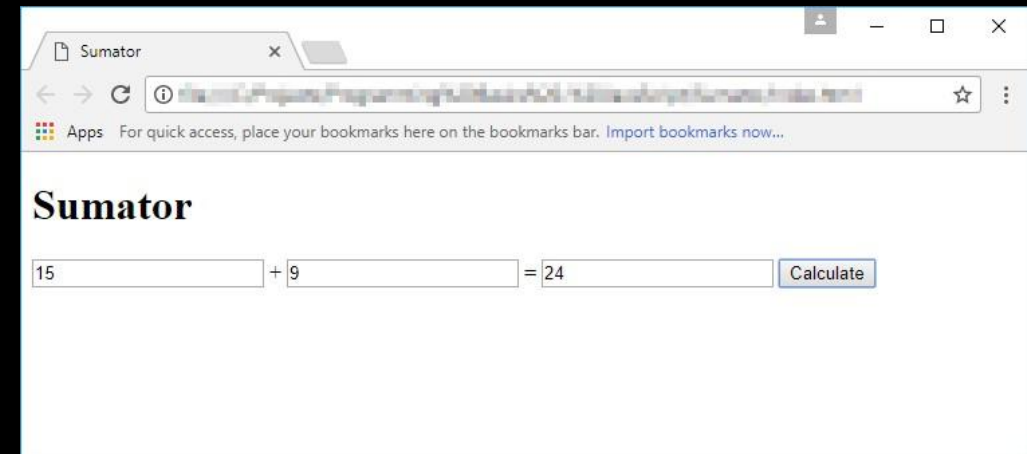 Sumator
Apps For quick access, place your bookmarks here on the bookmarks bar. Import bookmarks now...
Sumator
15 + 9 = 24 Calculate